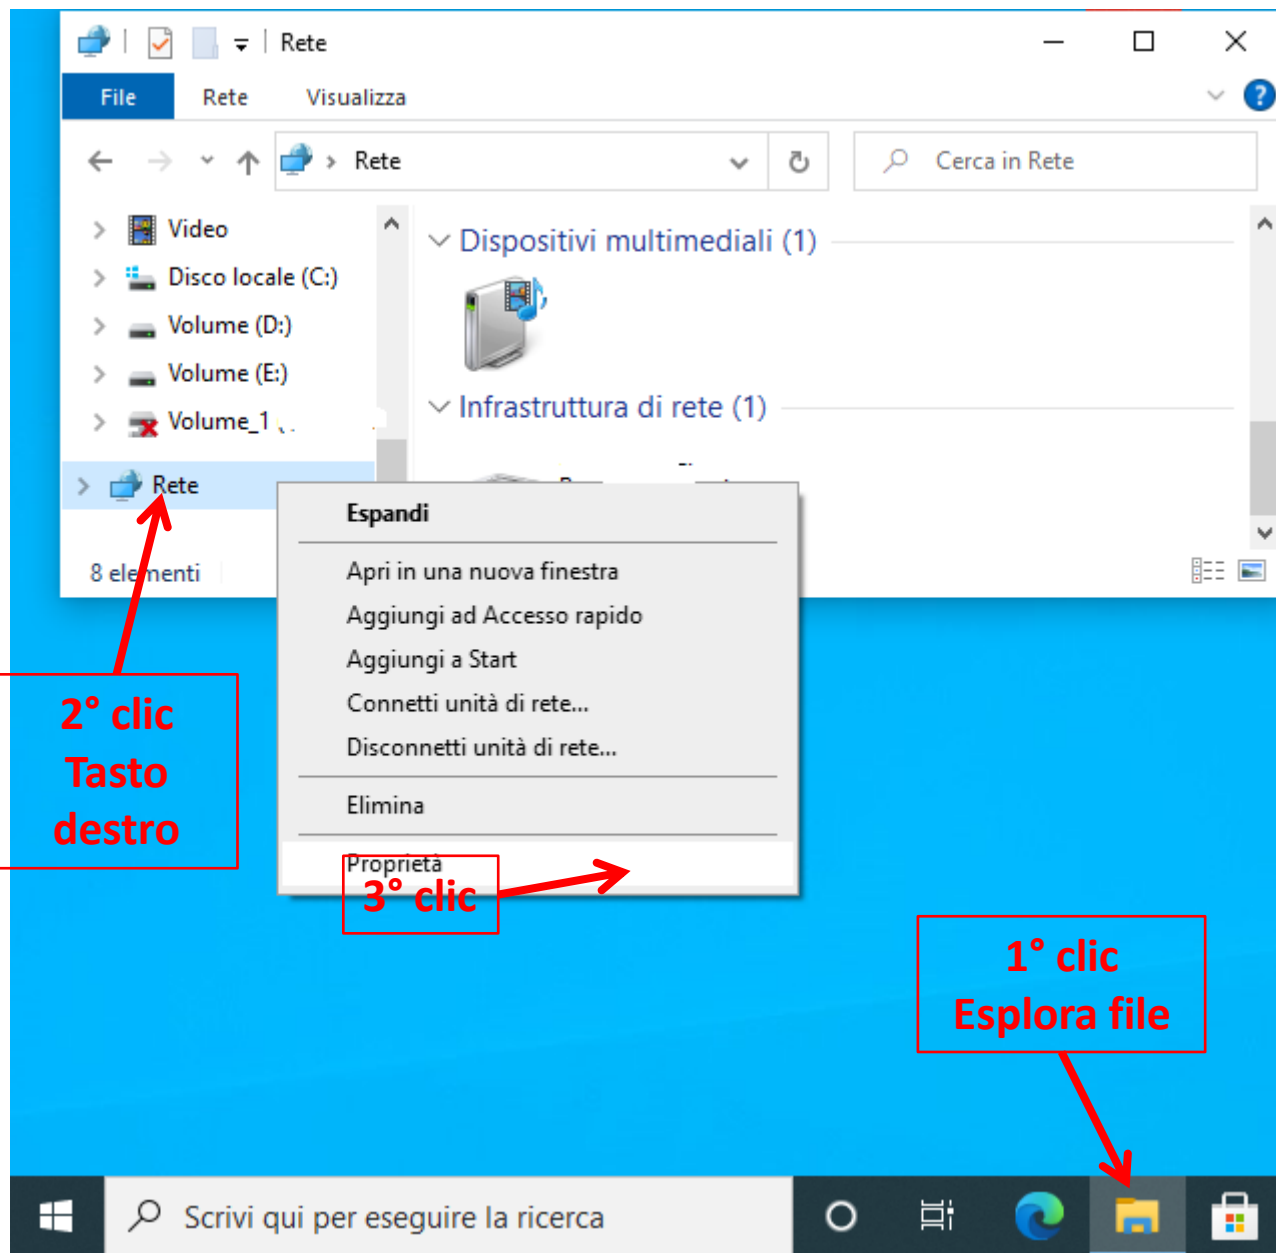 Rete
File Rete Visualizza
Rete
Cerca in Rete
Video
Disco locale (C:)
Volume (D:)
Volume (E:)
Volume_1
Rete
8 elementi
Dispositivi multimediali (1)
Infrastruttura di rete (1)
Espandi
Apri in una nuova finestra
Aggiungi ad Accesso rapido
Aggiungi a Start
Connetti unità di rete...
Disconnetti unità di rete...
Elimina
Proprietà
2° clic
Tasto
destro
3° clic
1° clic
Esplora file
Scrivi qui per eseguire la ricerca